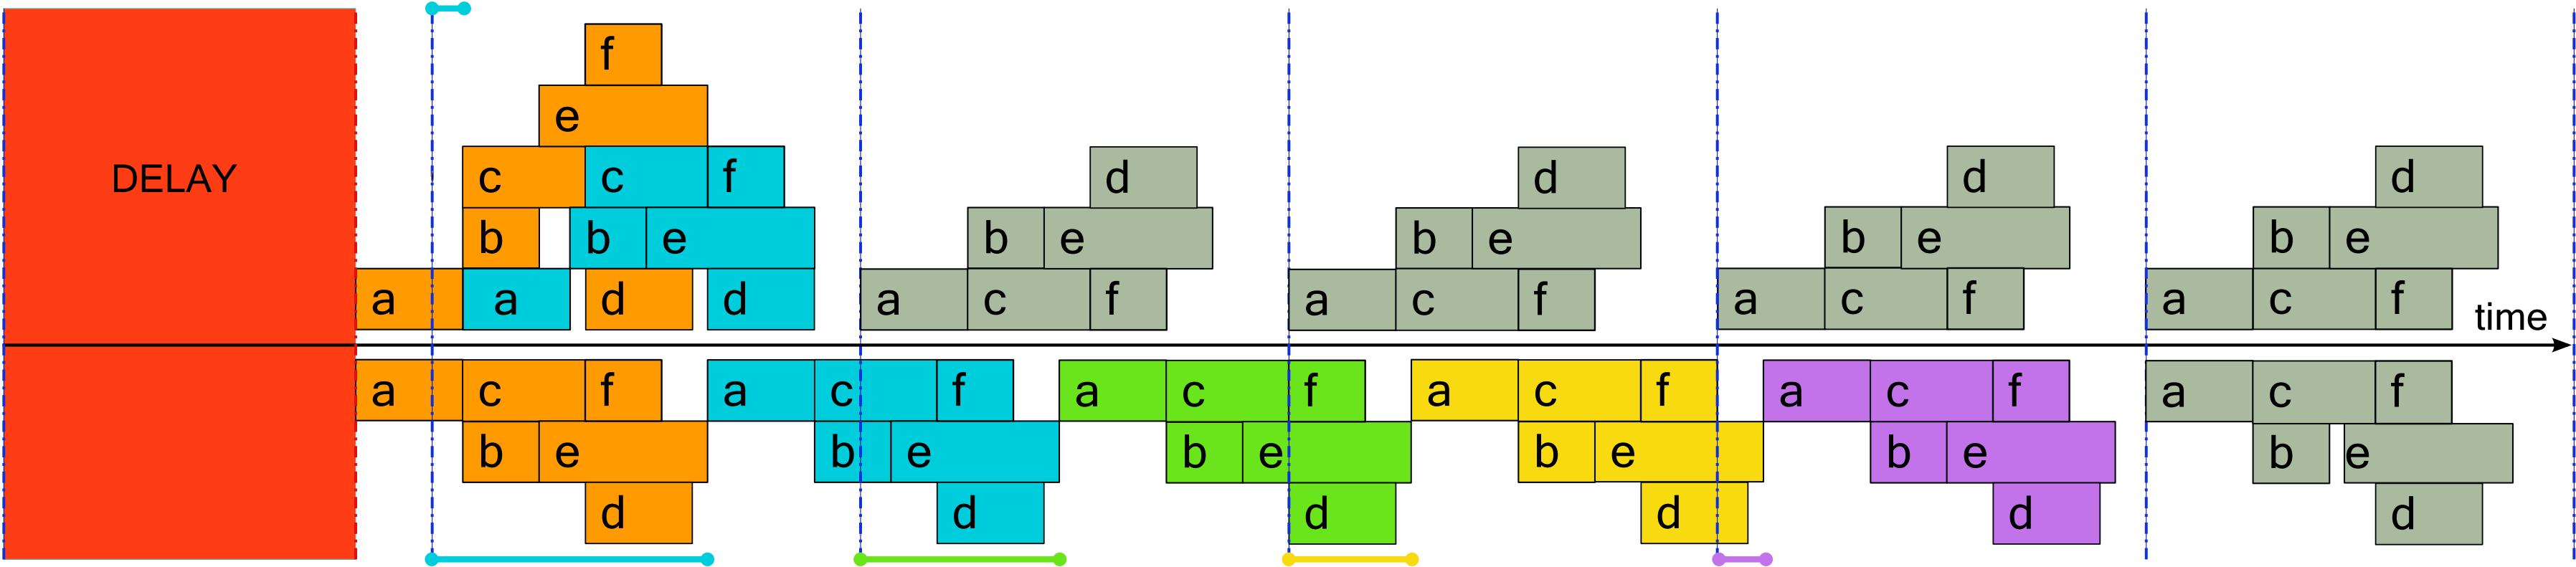 f
e
DELAY c c f d d d d
b b e b e b e b e b e
a a d d a c f a c f a c f a c f
time
a c f a c f a c f a c f a c f a c f
b e b e b e b e b e b e
d d d d d d